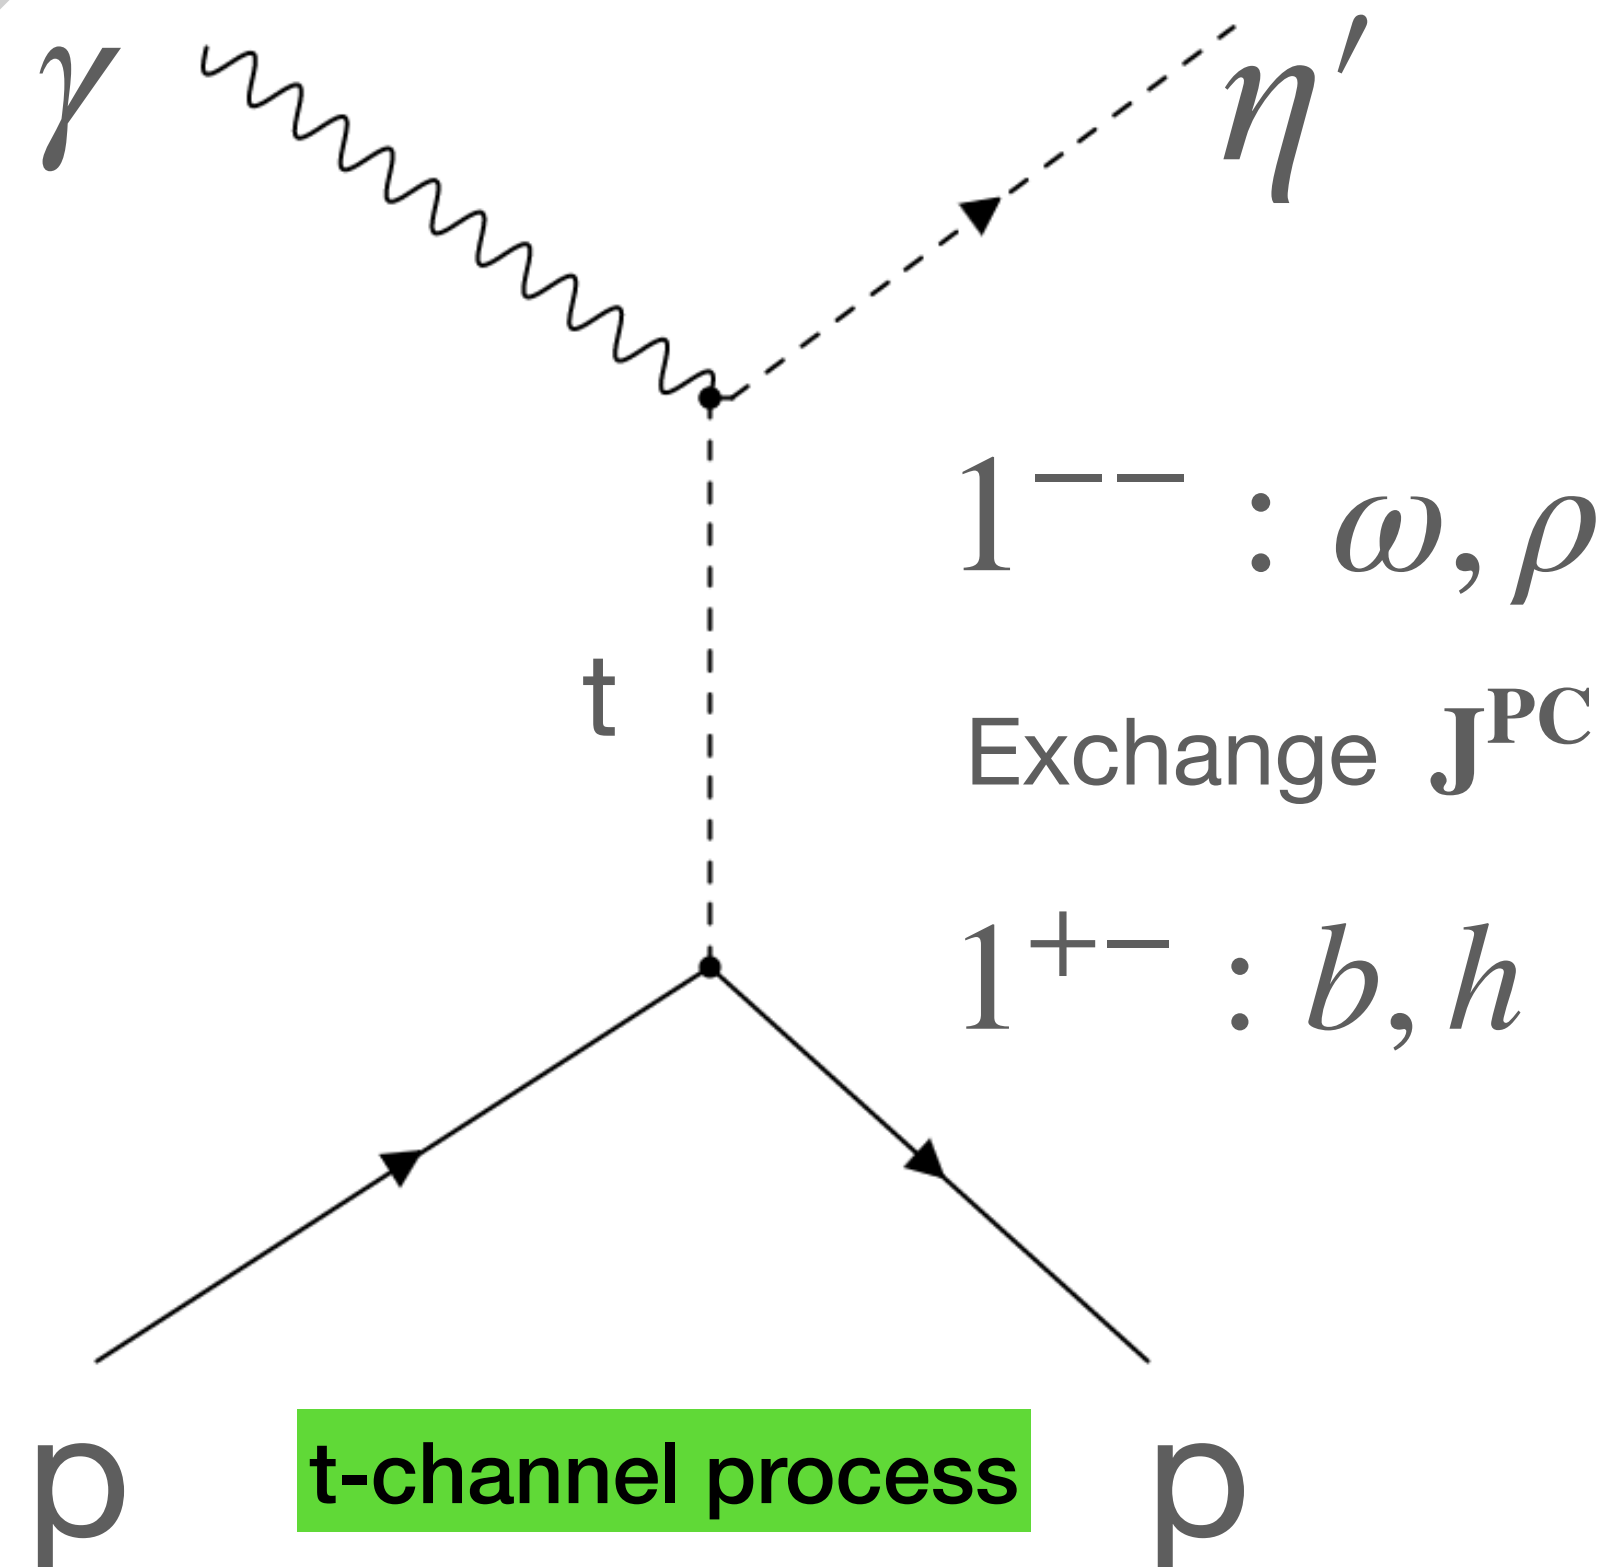 γ η′
1⁻⁻ : ω, ρ
t
Exchange J^PC
1⁺⁻ : b, h
p t-channel process p